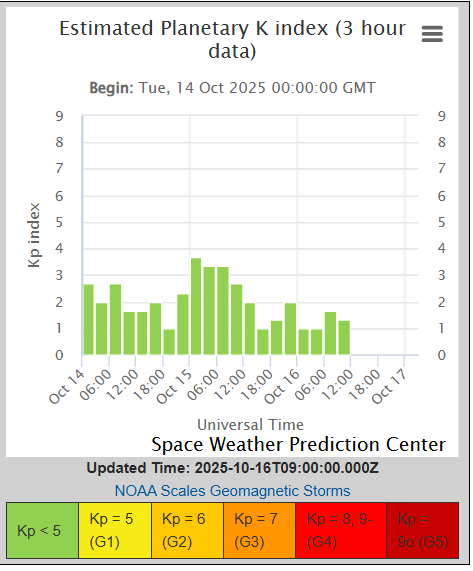 Estimated Planetary K index (3 hour
data)
Begin: Tue, 14 Oct 2025 00:00:00 GMT
9 9
8 8
7 7
6 6
5 5
4 4
3 3
2 2
1 1
0 0
Kp index
Oct 14 06:00 12:00 18:00 Oct 15 06:00 12:00 18:00 Oct 16 06:00 12:00 18:00 Oct 17
Universal Time
Space Weather Prediction Center
Updated Time: 2025-10-16T09:00:00.000Z
NOAA Scales Geomagnetic Storms
Kp < 5
Kp = 5
(G1)
Kp = 6
(G2)
Kp = 7
(G3)
Kp = 8, 9-
(G4)
Kp =
9o (G5)